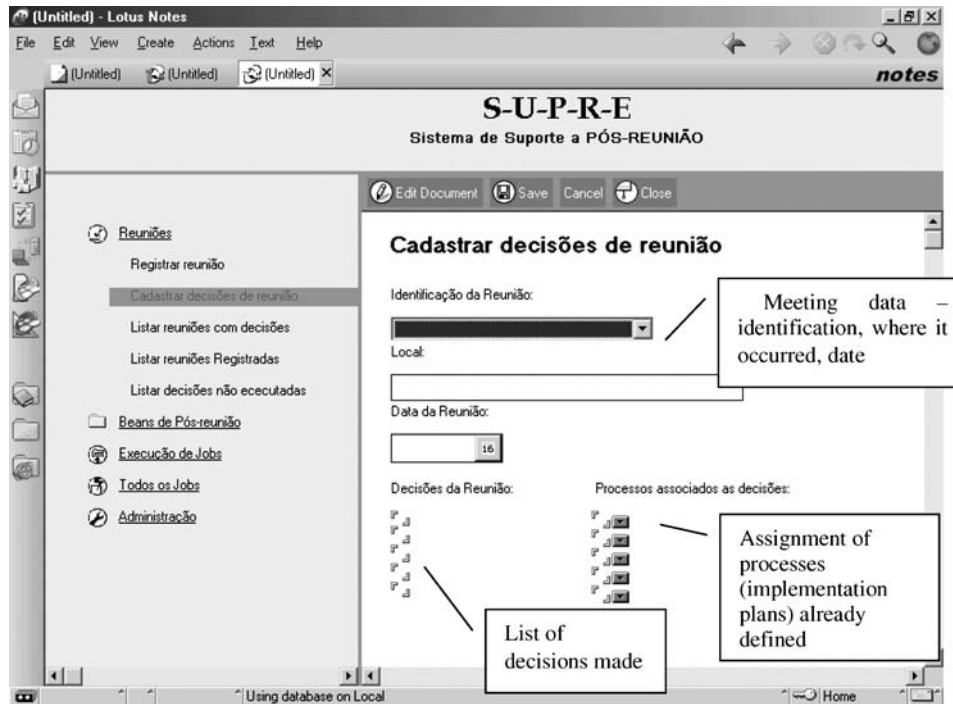 (Untitled) - Lotus Notes
File Edit View Create Actions Text Help
(Untitled) (Untitled) (Untitled)
notes
S-U-P-R-E
Sistema de Suporte a PÓS-REUNIÃO
Edit Document Save Cancel Close
Reuniões
Registrar reunião
Cadastrar decisões de reunião
Listar reuniões com decisões
Listar reuniões Registradas
Listar decisões não ececutadas
Beans de Pós-reunião
Execução de Jobs
Todos os Jobs
Administração
Cadastrar decisões de reunião
Identificação da Reunião:
Local:
Data da Reunião:
16
Decisões da Reunião:
Processos associados as decisões:
Meeting data –
identification, where it
occurred, date
Assignment of
processes
(implementation
plans) already
defined
List of
decisions made
Using database on Local
Home